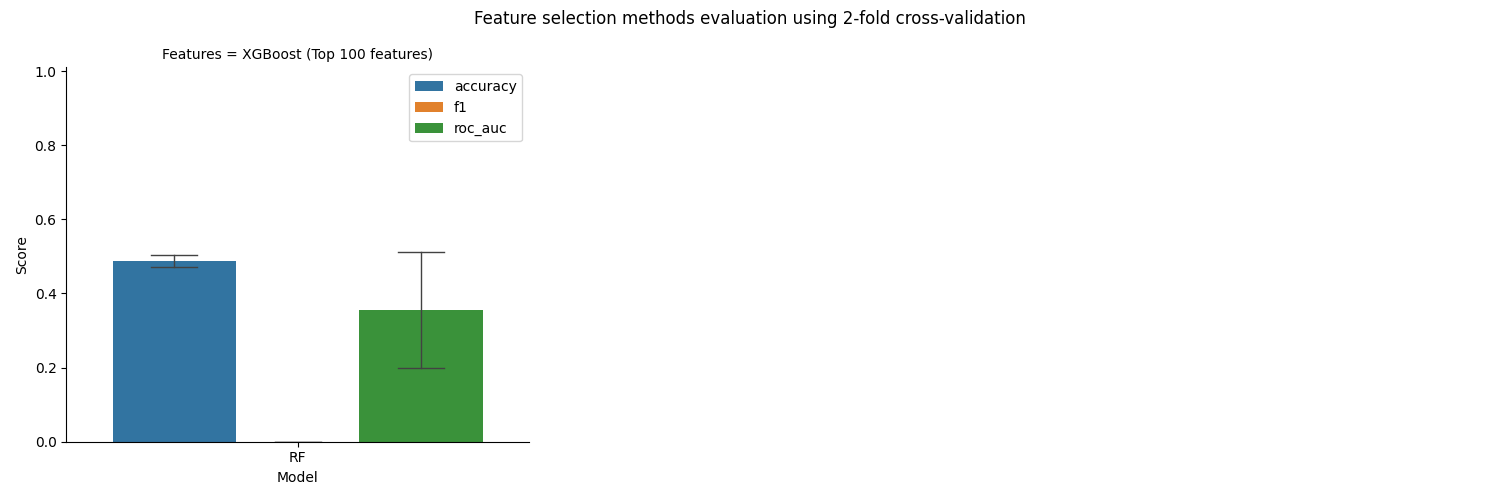 Feature selection methods evaluation using 2-fold cross-validation
Features = XGBoost (Top 100 features)
accuracy
f1
roc_auc
1.0
0.8
0.6
0.4
0.2
0.0
Score
RF
Model